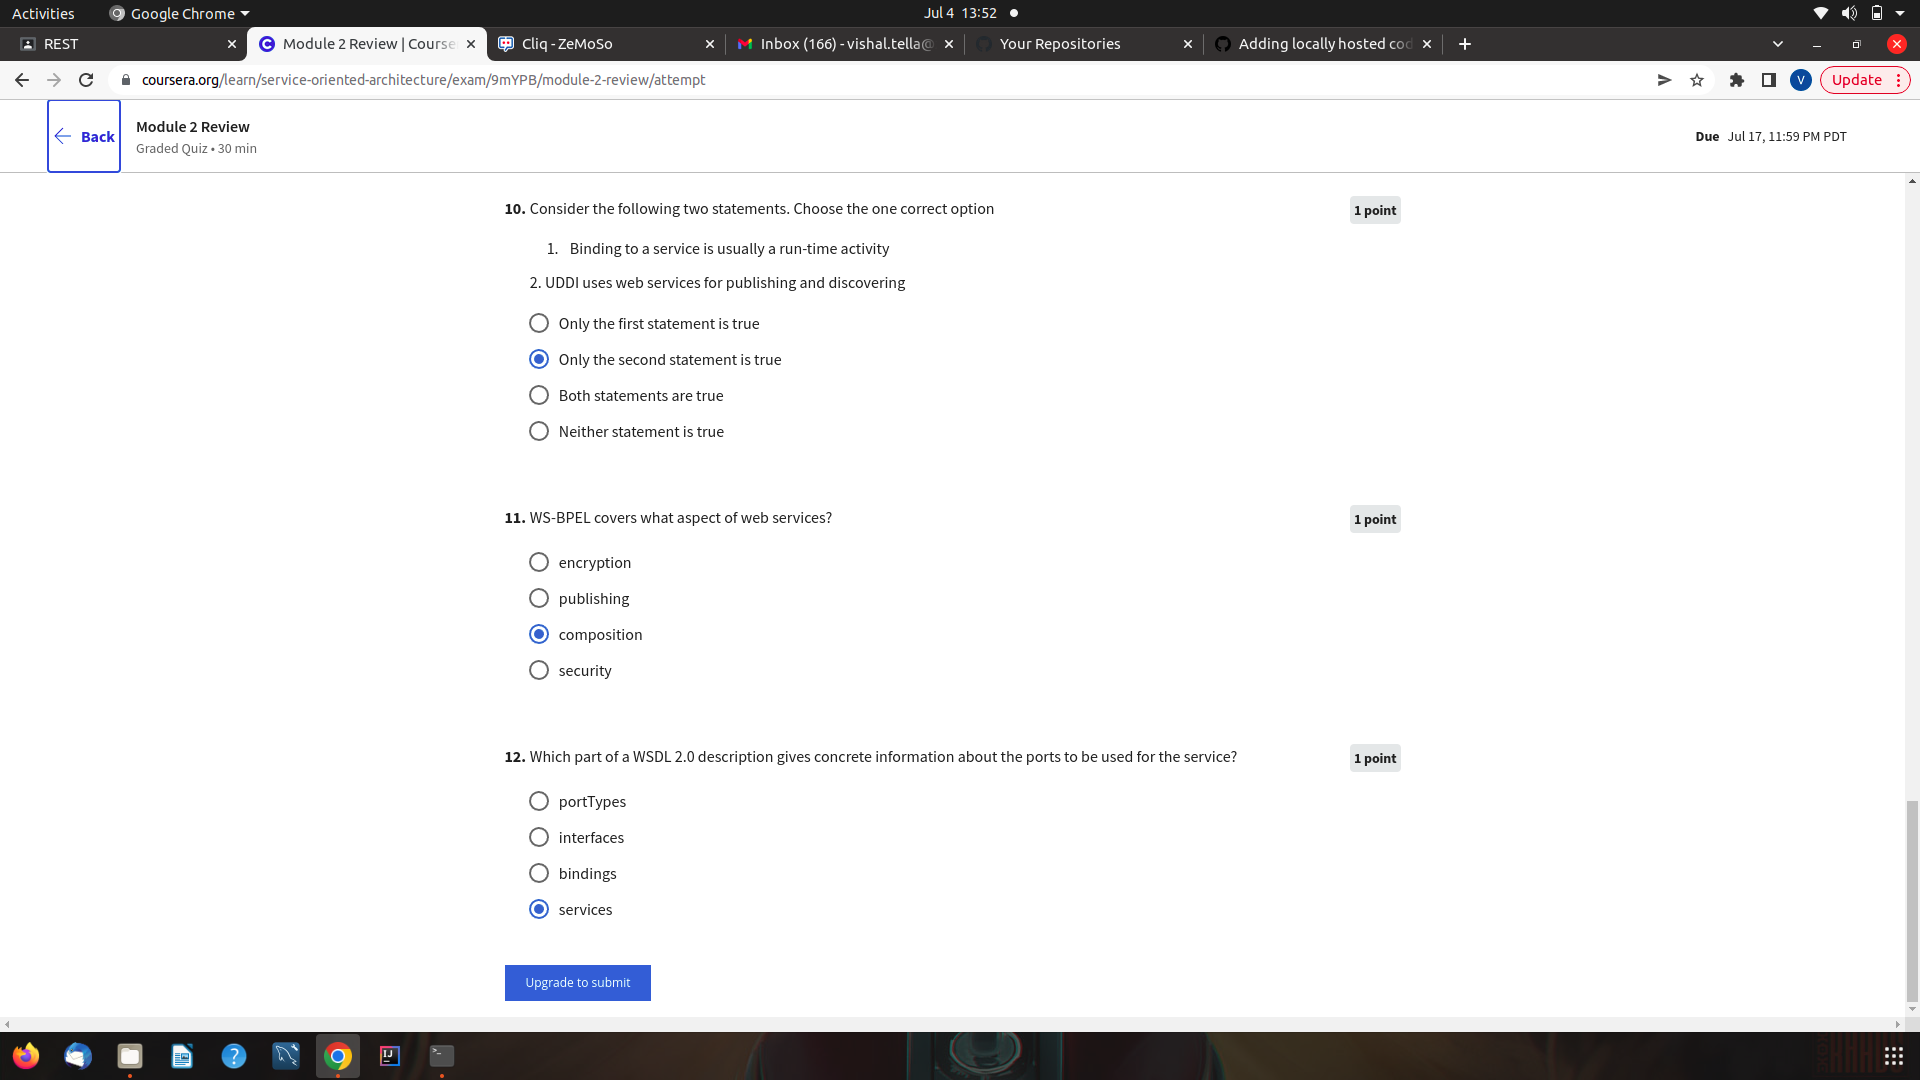 Activities
Google Chrome
Jul 4 13:52
REST
Module 2 Review | Course
Cliq - ZeMoSo
Inbox (166) - vishal.tella@
Your Repositories
Adding locally hosted cod
coursera.org/learn/service-oriented-architecture/exam/9mYPB/module-2-review/attempt
V
Update
Back
Module 2 Review
Graded Quiz • 30 min
Due Jul 17, 11:59 PM PDT
10. Consider the following two statements. Choose the one correct option
1 point
1. Binding to a service is usually a run-time activity
2. UDDI uses web services for publishing and discovering
Only the first statement is true
Only the second statement is true
Both statements are true
Neither statement is true
11. WS-BPEL covers what aspect of web services?
1 point
encryption
publishing
composition
security
12. Which part of a WSDL 2.0 description gives concrete information about the ports to be used for the service?
1 point
portTypes
interfaces
bindings
services
Upgrade to submit